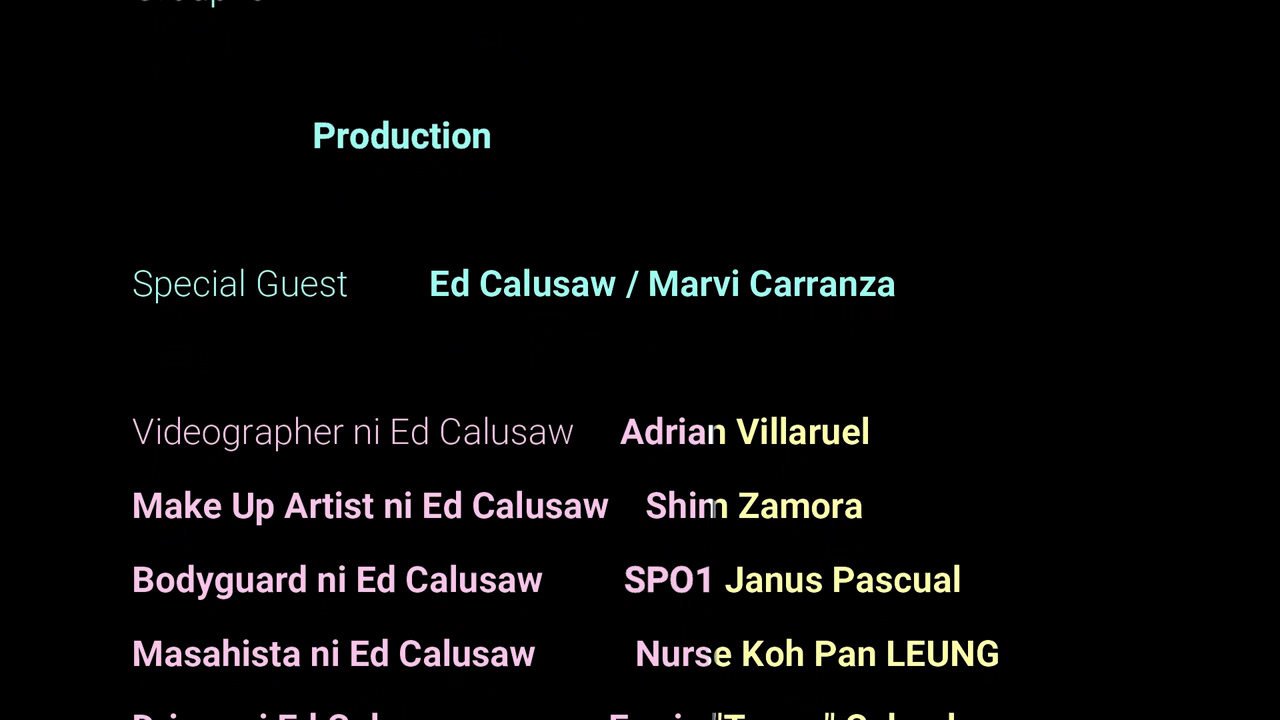 Production
Special Guest Ed Calusaw / Marvi Carranza
Videographer ni Ed Calusaw Adrian Villaruel
Make Up Artist ni Ed Calusaw Shim Zamora
Bodyguard ni Ed Calusaw SPO1 Janus Pascual
Masahista ni Ed Calusaw Nurse Koh Pan LEUNG